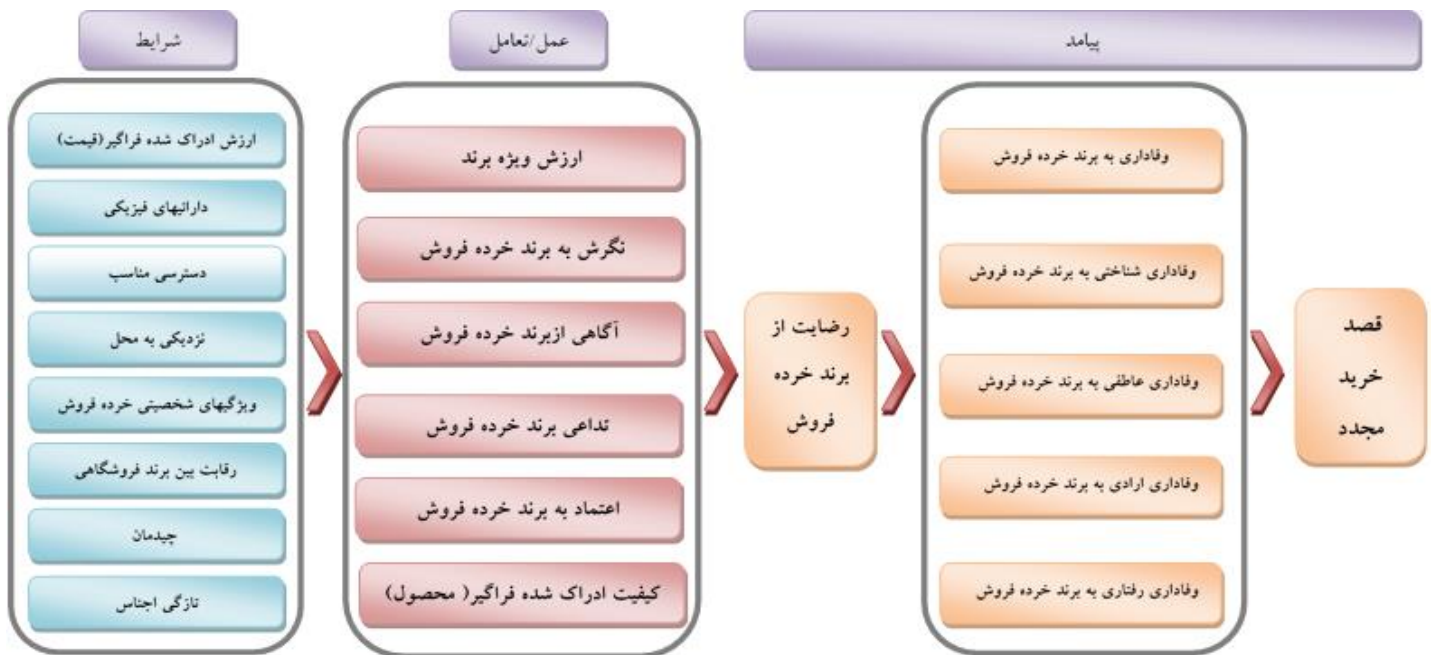 شرایط
عمل/تعامل
پیامد
ارزش ادراک شده فراگیر(قیمت)
دارائیهای فیزیکی
دسترسی مناسب
نزدیکی به محل
ویژگیهای شخصیتی خرده فروش
رقابت بین برند فروشگاهی
چیدمان
تازگی اجناس
ارزش ویژه برند
نگرش به برند خرده فروش
آگاهی ازبرند خرده فروش
تداعی برند خرده فروش
اعتماد به برند خرده فروش
کیفیت ادراک شده فراگیر( محصول)
رضایت از
برند خرده
فروش
وفاداری به برند خرده فروش
وفاداری شناختی به برند خرده فروش
وفاداری عاطفی به برند خرده فروش
وفاداری ارادی به برند خرده فروش
وفاداری رفتاری به برند خرده فروش
قصد
خرید
مجدد